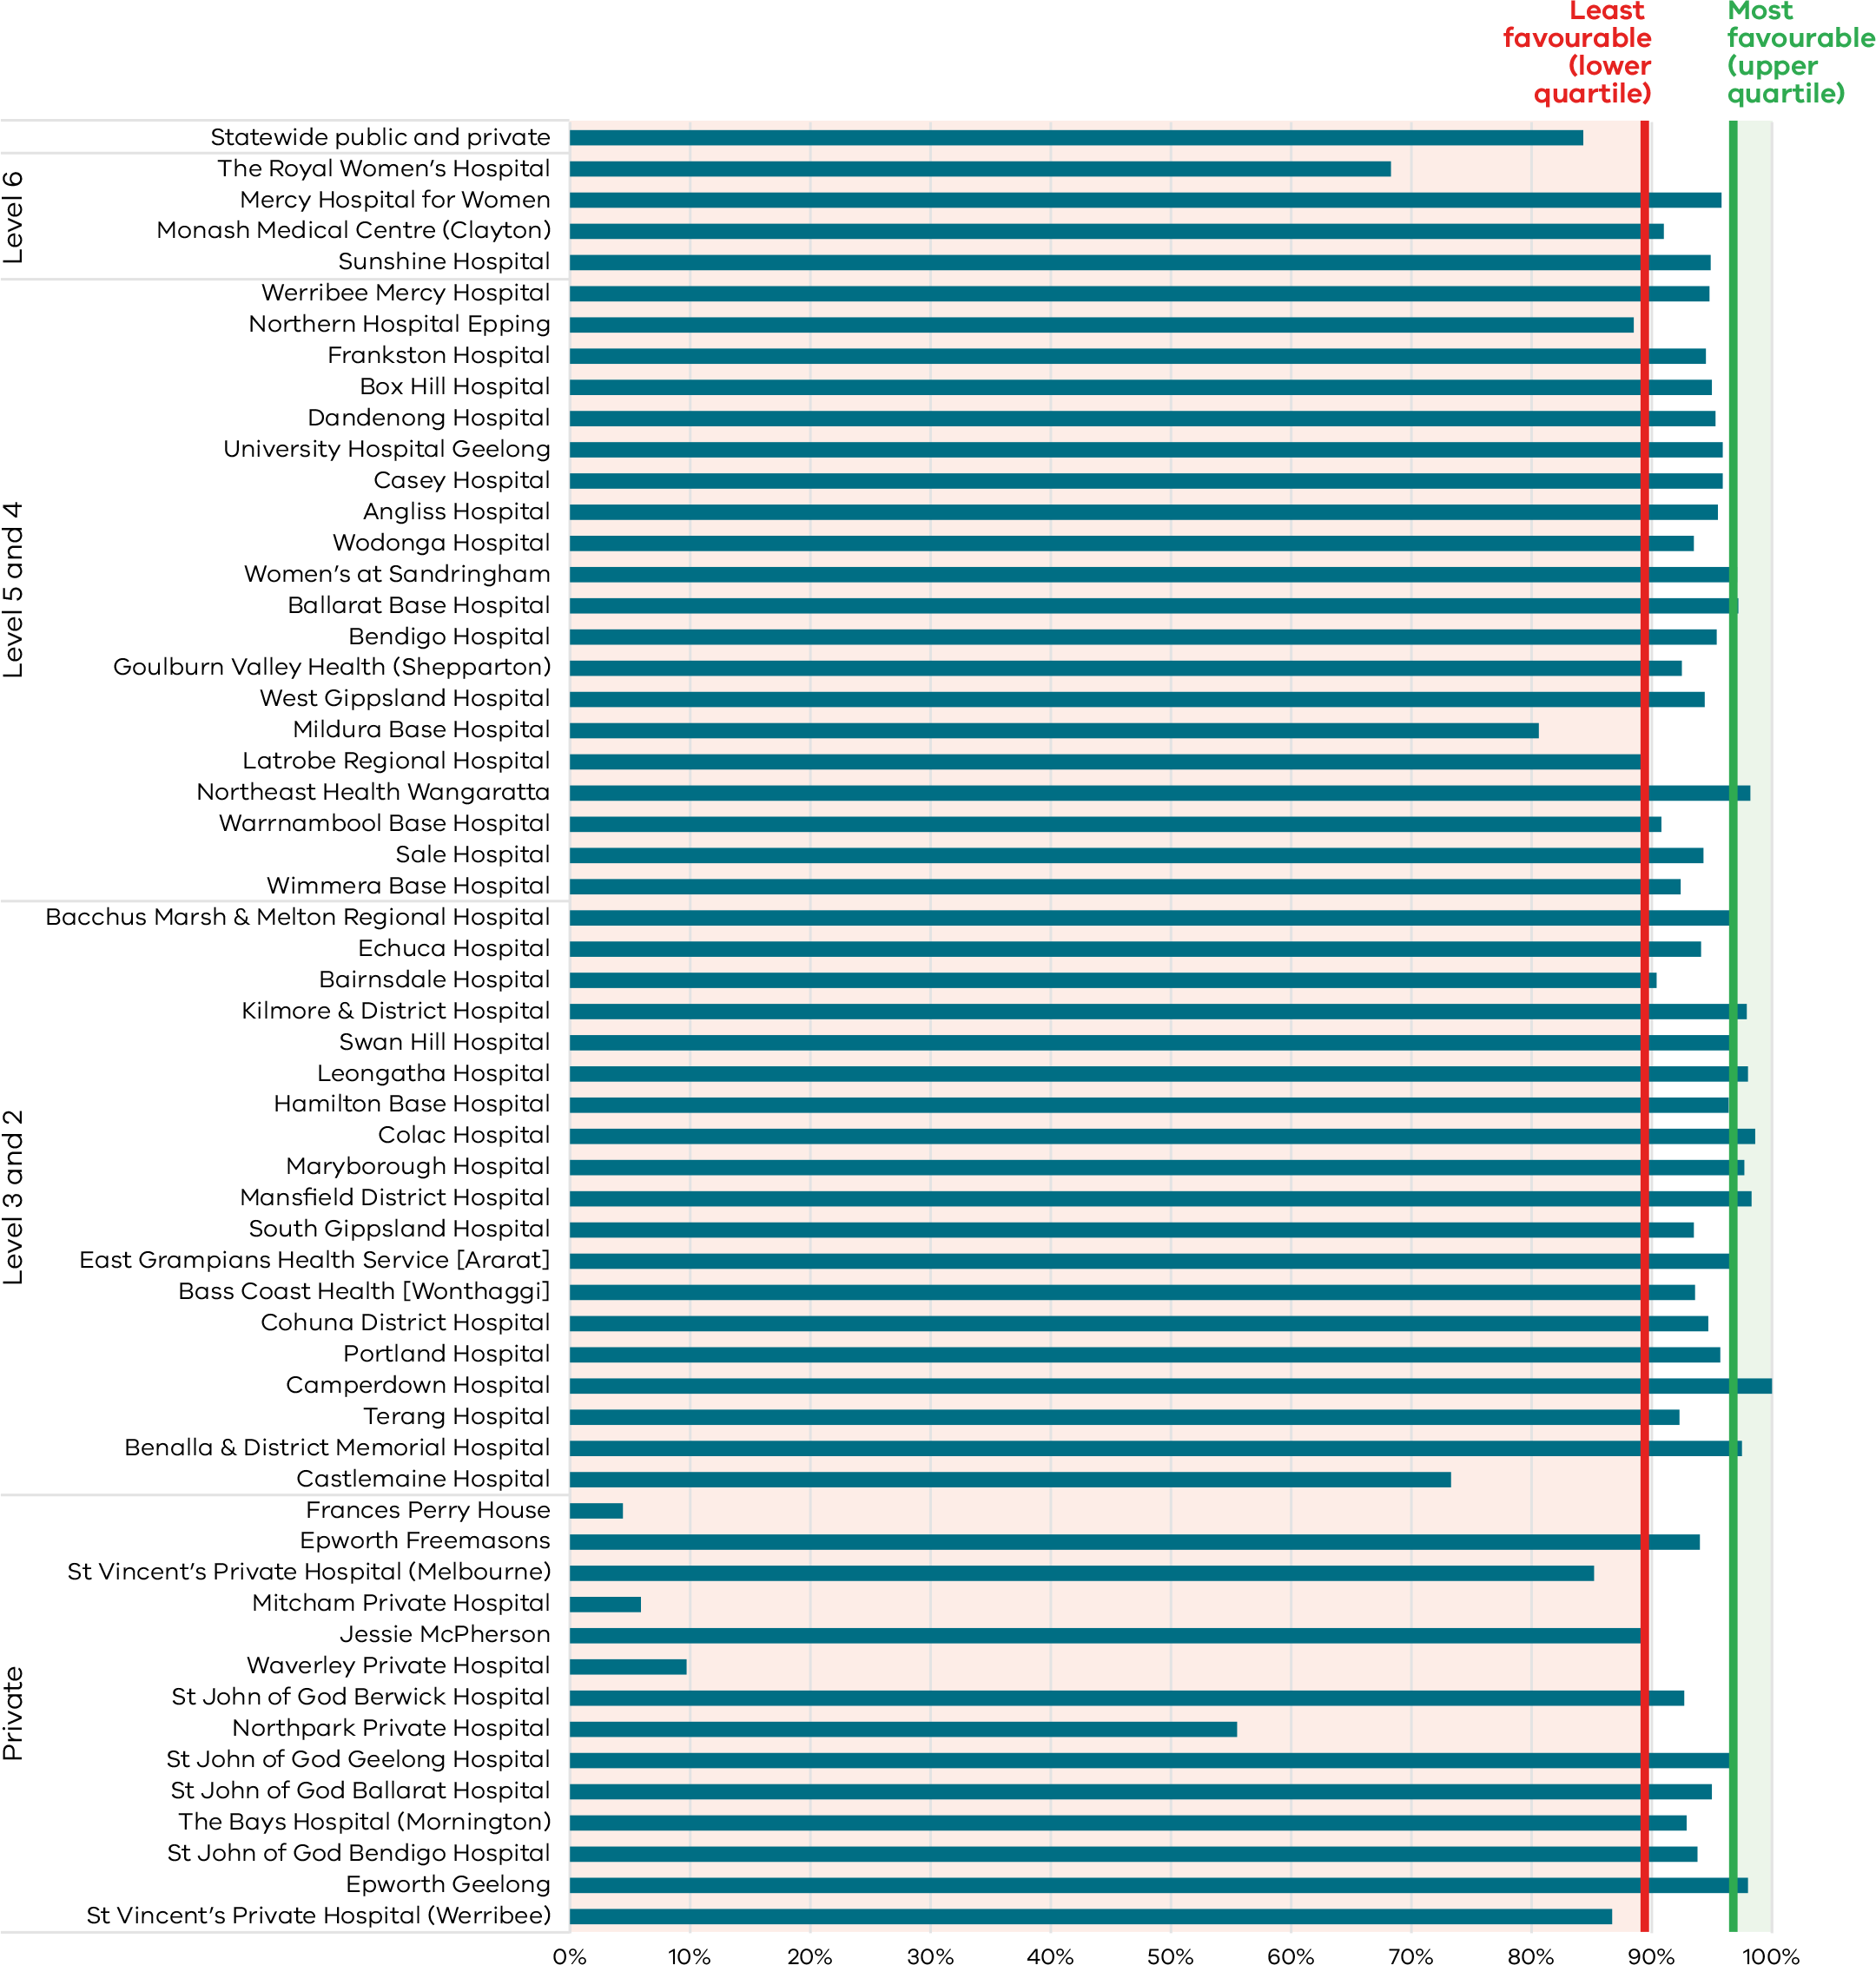 Least
favourable
(lower
quartile)
Most
favourable
(upper
quartile)
Statewide public and private
Level 6
The Royal Women’s Hospital
Mercy Hospital for Women
Monash Medical Centre (Clayton)
Sunshine Hospital
Level 5 and 4
Werribee Mercy Hospital
Northern Hospital Epping
Frankston Hospital
Box Hill Hospital
Dandenong Hospital
University Hospital Geelong
Casey Hospital
Angliss Hospital
Wodonga Hospital
Women’s at Sandringham
Ballarat Base Hospital
Bendigo Hospital
Goulburn Valley Health (Shepparton)
West Gippsland Hospital
Mildura Base Hospital
Latrobe Regional Hospital
Northeast Health Wangaratta
Warrnambool Base Hospital
Sale Hospital
Wimmera Base Hospital
Level 3 and 2
Bacchus Marsh & Melton Regional Hospital
Echuca Hospital
Bairnsdale Hospital
Kilmore & District Hospital
Swan Hill Hospital
Leongatha Hospital
Hamilton Base Hospital
Colac Hospital
Maryborough Hospital
Mansfield District Hospital
South Gippsland Hospital
East Grampians Health Service [Ararat]
Bass Coast Health [Wonthaggi]
Cohuna District Hospital
Portland Hospital
Camperdown Hospital
Terang Hospital
Benalla & District Memorial Hospital
Castlemaine Hospital
Private
Frances Perry House
Epworth Freemasons
St Vincent’s Private Hospital (Melbourne)
Mitcham Private Hospital
Jessie McPherson
Waverley Private Hospital
St John of God Berwick Hospital
Northpark Private Hospital
St John of God Geelong Hospital
St John of God Ballarat Hospital
The Bays Hospital (Mornington)
St John of God Bendigo Hospital
Epworth Geelong
St Vincent’s Private Hospital (Werribee)
0% 10% 20% 30% 40% 50% 60% 70% 80% 90% 100%